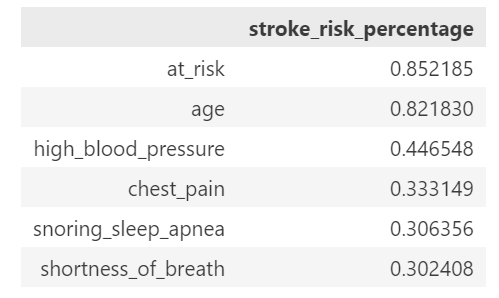 stroke_risk_percentage
at_risk 0.852185
age 0.821830
high_blood_pressure 0.446548
chest_pain 0.333149
snoring_sleep_apnea 0.306356
shortness_of_breath 0.302408